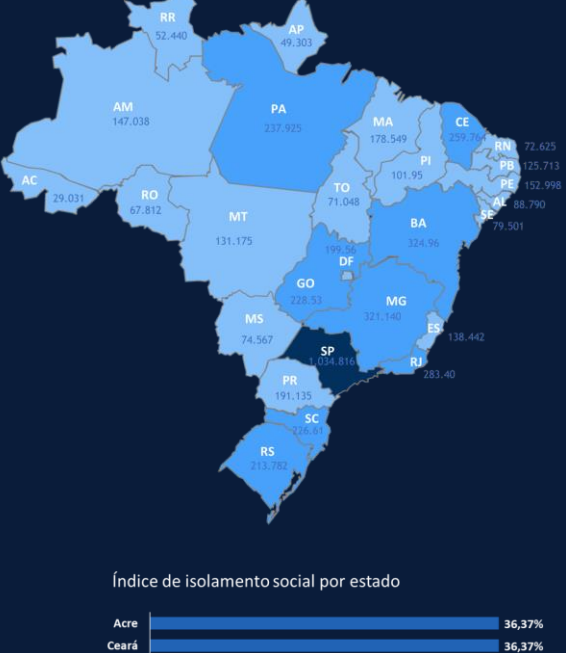 RR
52.440
AP
49.303
AM
147.038
PA
237.925
MA
178.549
CE
259.764
RN 72.625
PB 125.713
PE 152.998
AL 88.790
SE 79.501
PI
101.95
AC
29.031
RO
67.812
TO
71.048
MT
131.175
BA
324.96
199.56
DF
GO
228.53
MG
321.140
ES 138.442
MS
74.567
SP
1.034.816
RJ
283.40
PR
191.135
SC
226.61
RS
213.782
Índice de isolamento social por estado
Acre 36,37%
Ceará 36,37%